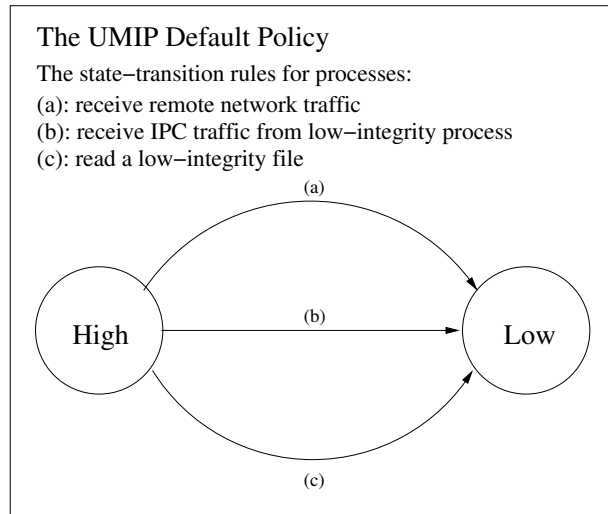 The UMIP Default Policy
The state−transition rules for processes:
(a): receive remote network traffic
(b): receive IPC traffic from low−integrity process
(c): read a low−integrity file
(a)
High
(b)
Low
(c)